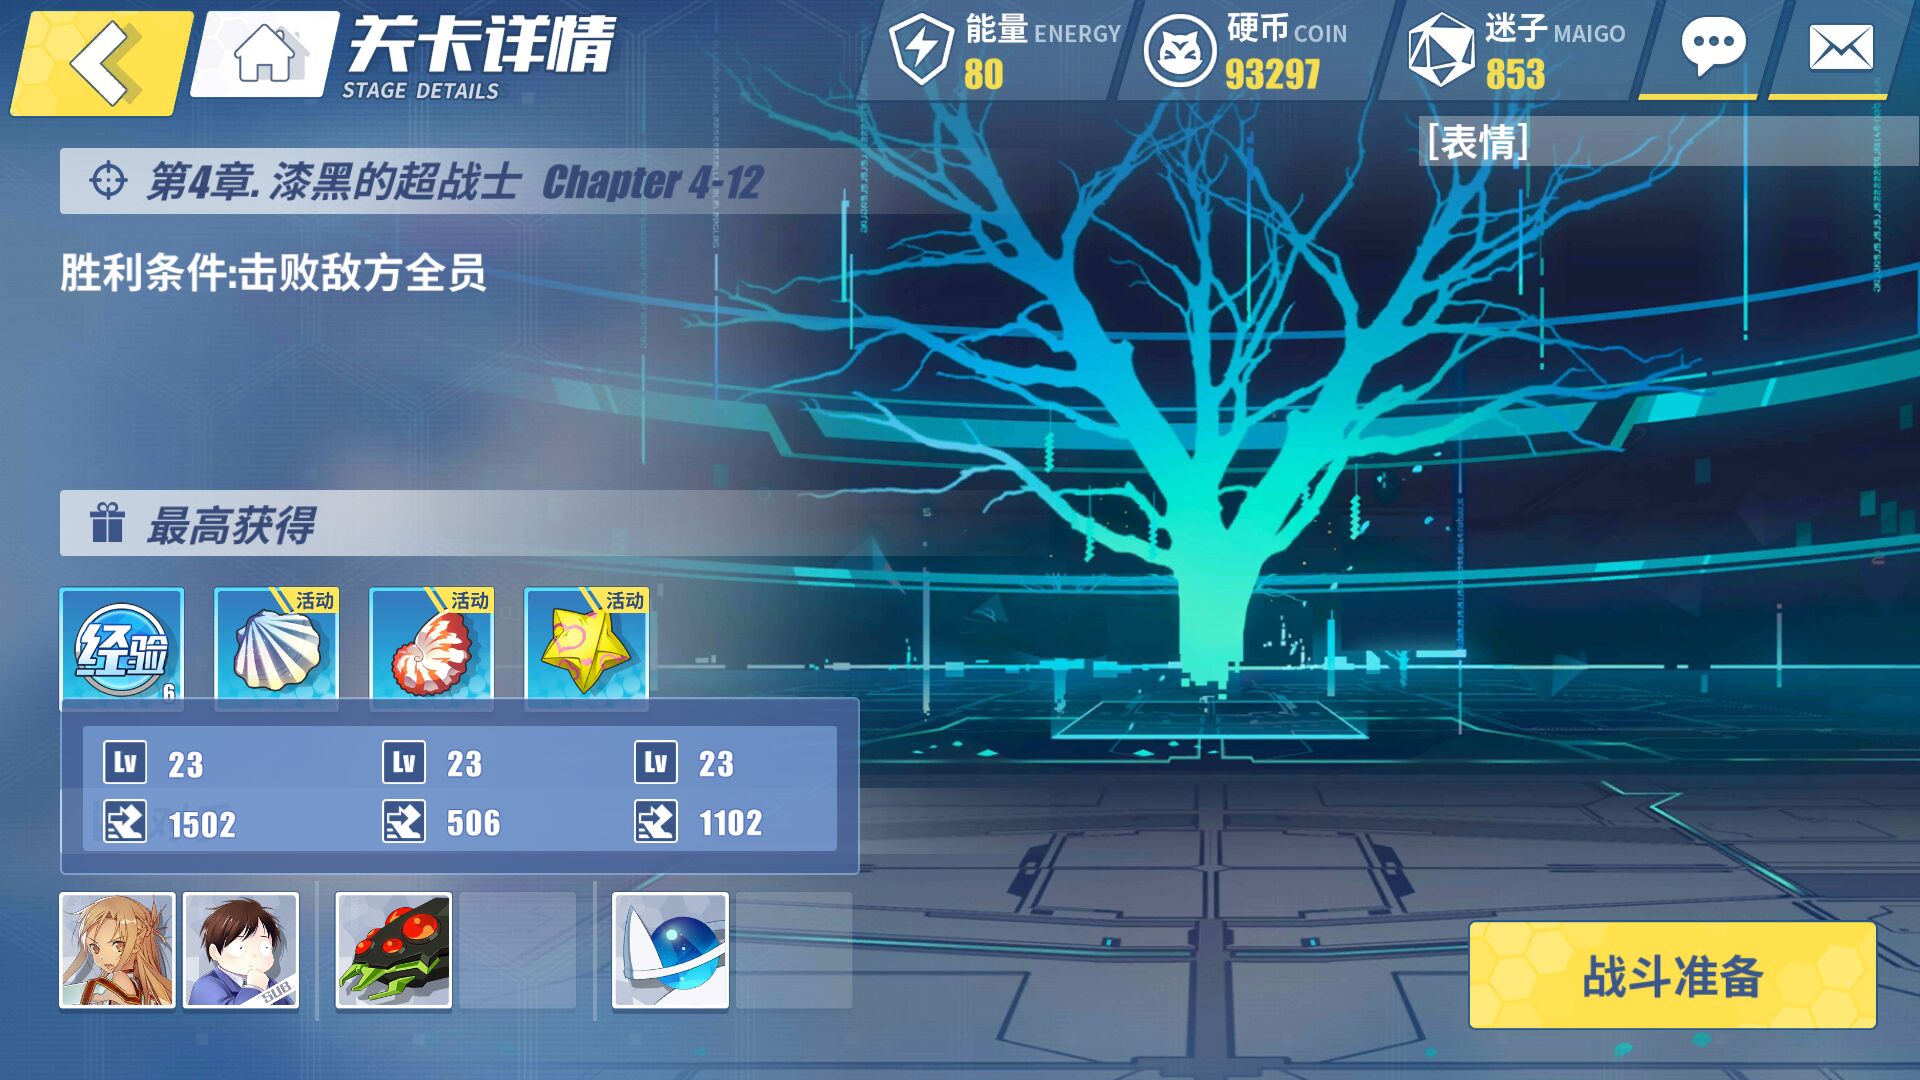 关卡详情
STAGE DETAILS
能量 ENERGY
80
硬币 COIN
93297
迷子 MAIGO
853
[表情]
第4章. 漆黑的超战士 Chapter 4-12
胜利条件:击败敌方全员
最高获得
经验
6
活动
活动
活动
Lv 23
Lv 23
Lv 23
1502
506
1102
SUB
战斗准备